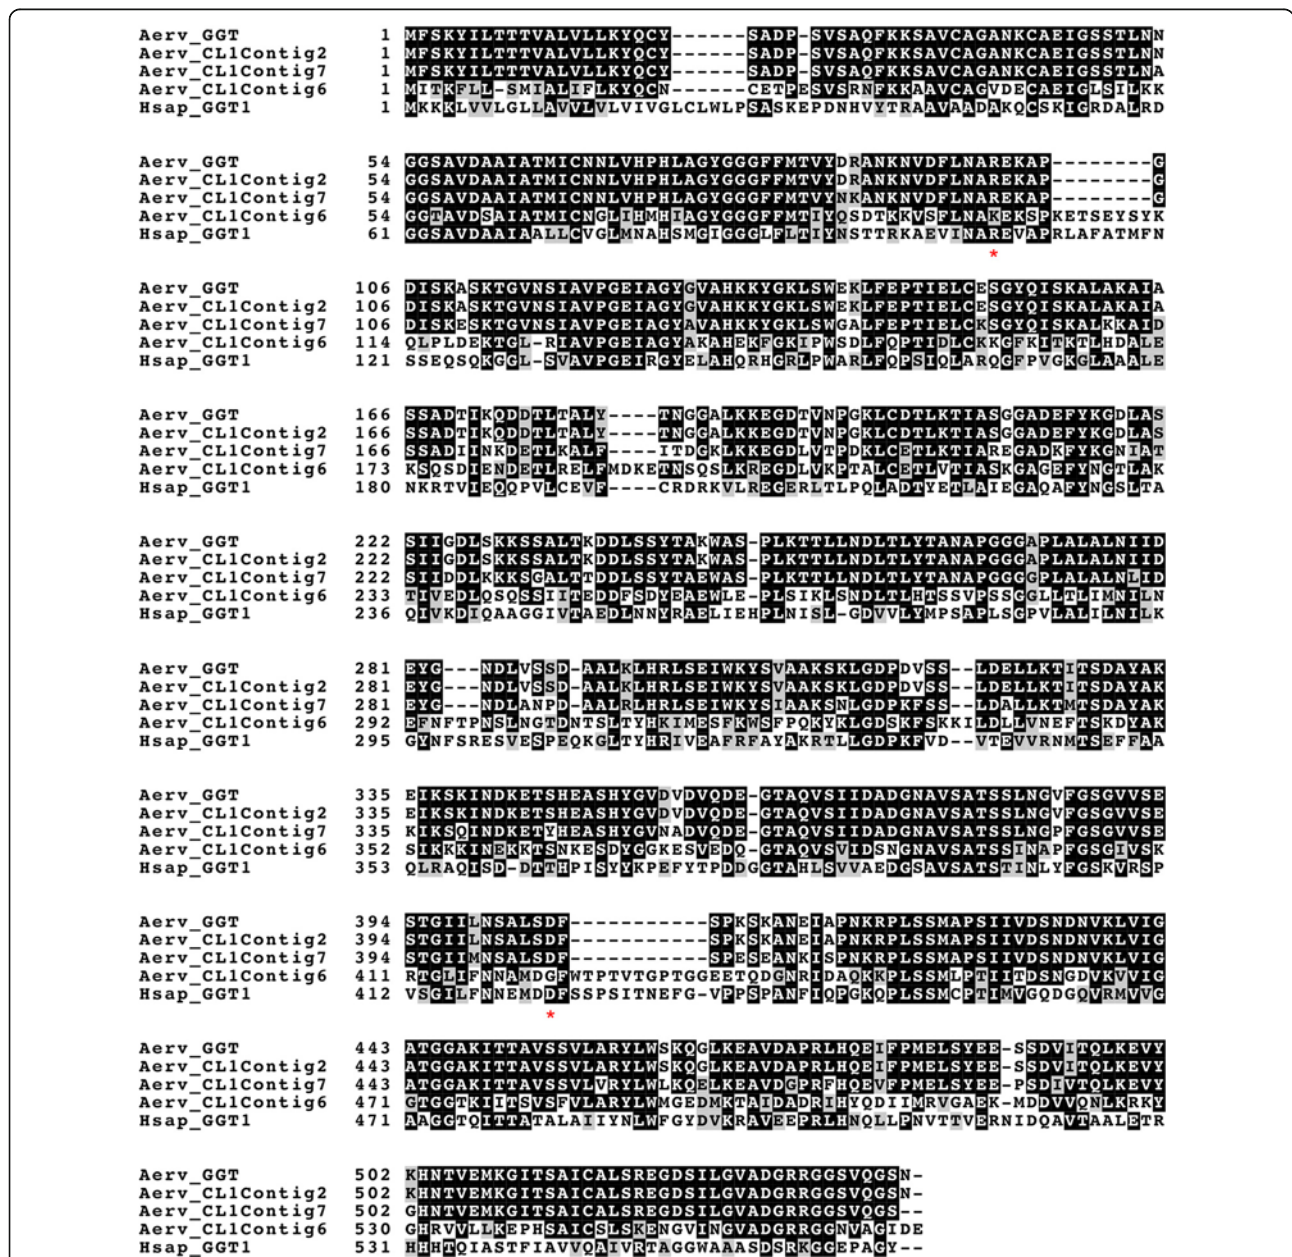 Aerv_GGT 1 MFSKYILTTTVALVLLKYQCY------SADP-SVSAQFKKSAVCAGANKCAEIGSSTLNN
Aerv_CL1Contig2 1 MFSKYILTTTVALVLLKYQCY------SADP-SVSAQFKKSAVCAGANKCAEIGSSTLNN
Aerv_CL1Contig7 1 MFSKYILTTTVALVLLKYQCY------SADP-SVSAQFKKSAVCAGANKCAEIGSSTLNA
Aerv_CL1Contig6 1 MITKFLL-SMIALIFLKYQCN------CETPESVSRNFKKAAVCAGVDECAEIGLSILKK
Hsap_GGT1 1 MKKKLVVLGLLAVVLVLVIVGLCLWLPSASKEPDNHVYTRAAVAADAKQCSKIGRDALRD
Aerv_GGT 54 GGSAVDAAIATMICNNLVHPHLAGYGGGFFMTVYDRANKNVDFLNAREKAP--------G
Aerv_CL1Contig2 54 GGSAVDAAIATMICNNLVHPHLAGYGGGFFMTVYDRANKNVDFLNAREKAP--------G
Aerv_CL1Contig7 54 GGSAVDAAIATMICNNLVHPHLAGYGGGFFMTVYNKANKNVDFLNAREKAP--------G
Aerv_CL1Contig6 54 GGTAVDSAIATMICNGLIHMHIAGYGGGFFMTIYQSDTKKVSFLNAKEKSPKETSEYSYK
Hsap_GGT1 61 GGSAVDAAIAALLCVGLMNAHSMGIGGGLFLTIYNSTTRKAEVINAREVAPRLAFATMFN
*
Aerv_GGT 106 DISKASKTGVNSIAVPGEIAGYGVAHKKYGKLSWEKLFEPTIELCESGYQISKALAKAIA
Aerv_CL1Contig2 106 DISKASKTGVNSIAVPGEIAGYGVAHKKYGKLSWEKLFEPTIELCESGYQISKALAKAIA
Aerv_CL1Contig7 106 DISKESKTGVNSIAVPGEIAGYAVAHKKYGKLSWGALFEPTIELCKSGYQISKALKKAID
Aerv_CL1Contig6 114 QLPLDEKTGL-RIAVPGEIAGYAKAHEKFGKIPWSDLFQPTIDLCKKGFKITKTLHDALE
Hsap_GGT1 121 SSEQSQKGGL-SVAVPGEIRGYELAHQRHGRLPWARLFQPSIQLARQGFPVGKGLAAALE
Aerv_GGT 166 SSADTIKQDDTLTALY----TNGGALKKEGDTVNPGKLCDTLKTIASGGADEFYKGDLAS
Aerv_CL1Contig2 166 SSADTIKQDDTLTALY----TNGGALKKEGDTVNPGKLCDTLKTIASGGADEFYKGDLAS
Aerv_CL1Contig7 166 SSADIINKDETLKALF----ITDGKLKKEGDLVTPDKLCETLKTIAREGADKFYKGNIAT
Aerv_CL1Contig6 173 KSQSDIENDETLRELFMDKETNSQSLKREGDLVKPTALCETLVTIASKGAGEFYNGTLAK
Hsap_GGT1 180 NKRTVIEQQPVLCEVF----CRDRKVLREGERLTLPQLADTYETLAIEGAQAFYNGSLTA
Aerv_GGT 222 SIIGDLSKKSSALTKDDLSSYTAKWAS-PLKTTLLNDLTLYTANAPGGGAPLALALNIID
Aerv_CL1Contig2 222 SIIGDLSKKSSALTKDDLSSYTAKWAS-PLKTTLLNDLTLYTANAPGGGAPLALALNIID
Aerv_CL1Contig7 222 SIIDDLKKKSGALTTDDLSSYTAEWAS-PLKTTLLNDLTLYTANAPGGGGPLALALNLID
Aerv_CL1Contig6 233 TIVEDLQSQSSIITEDDFSDYEAEWLE-PLSIKLSNDLTLHTSSVPSSGGLLTLIMNILN
Hsap_GGT1 236 QIVKDIQAAGGIVTAEDLNNYRAELIEHPLNISL-GDVVLYMPSAPLSGPVLALILNILK
Aerv_GGT 281 EYG---NDLVSSD-AALKLHRLSEIWKYSVAAKSKLGDPDVSS--LDELLKTITSDAYAK
Aerv_CL1Contig2 281 EYG---NDLVSSD-AALKLHRLSEIWKYSVAAKSKLGDPDVSS--LDELLKTITSDAYAK
Aerv_CL1Contig7 281 EYG---NDLANPD-AALRLHRLSEIWKYSIAAKSNLGDPKFSS--LDALLKTMTSDAYAK
Aerv_CL1Contig6 292 EFNFTPNSLNGTDNTSLTYHKIMESFKWSFPQKYKLGDSKFSKKILDLLVNEFTSKDYAK
Hsap_GGT1 295 GYNFSRESVESPEQKGLTYHRIVEAFRFAYAKRTLLGDPKFVD--VTEVVRNMTSEFFAA
Aerv_GGT 335 EIKSKINDKETSHEASHYGVDVDVQDE-GTAQVSIIDADGNAVSATSSLNGVFGSGVVSE
Aerv_CL1Contig2 335 EIKSKINDKETSHEASHYGVDVDVQDE-GTAQVSIIDADGNAVSATSSLNGVFGSGVVSE
Aerv_CL1Contig7 335 KIKSQINDKETYHEASHYGVNADVQDE-GTAQVSIIDADGNAVSATSSLNGPFGSGVVSE
Aerv_CL1Contig6 352 SIKKKINEKKTSNKESDYGGKESVEDQ-GTAQVSVIDSNGNAVSATSSINAPFGSGIVSK
Hsap_GGT1 353 QLRAQISD-DTTHPISYYKPEFYTPDDGGTAHLSVVAEDGSAVSATSTINLYFGSKVRSP
Aerv_GGT 394 STGIILNSALSDF-----------SPKSKANEIAPNKRPLSSMAPSIIVDSNDNVKLVIG
Aerv_CL1Contig2 394 STGIILNSALSDF-----------SPKSKANEIAPNKRPLSSMAPSIIVDSNDNVKLVIG
Aerv_CL1Contig7 394 STGIIMNSALSDF-----------SPESEANKISPNKRPLSSMAPSIIVDSNDNVKLVIG
Aerv_CL1Contig6 411 RTGLIFNNAMDGFWTPTVTGPTGGEETQDGNRIDAQKKPLSSMLPTIITDSNGDVKVVIG
Hsap_GGT1 412 VSGILFNNEMDDFSSPSITNEFG-VPPSPANFIQPGKQPLSSMCPTIMVGQDGQVRMVVG
*
Aerv_GGT 443 ATGGAKITTAVSSVLARYLWSKQGLKEAVDAPRLHQEIFPMELSYEE-SSDVITQLKEVY
Aerv_CL1Contig2 443 ATGGAKITTAVSSVLARYLWSKQGLKEAVDAPRLHQEIFPMELSYEE-SSDVITQLKEVY
Aerv_CL1Contig7 443 ATGGAKITTAVSSVLVRYLWLKQELKEAVDGPRFHQEVFPMELSYEE-PSDIVTQLKEVY
Aerv_CL1Contig6 471 GTGGTKIITSVSFVLARYLWMGEDMKTAIDADRIHYQDIIMRVGAEK-MDDVVQNLKRKY
Hsap_GGT1 471 AAGGTQITTATALAIIYNLWFGYDVKRAVEEPRLHNQLLPNVTTVERNIDQAVTAALETR
Aerv_GGT 502 KHNTVEMKGITSAICALSREGDSILGVADGRRGGSVQGSN-
Aerv_CL1Contig2 502 KHNTVEMKGITSAICALSREGDSILGVADGRRGGSVQGSN-
Aerv_CL1Contig7 502 GHNTVEMKGITSAICALSREGDSILGVADGRRGGSVQGS--
Aerv_CL1Contig6 530 GHRVVLLKEPHSAICSLSKENGVINGVADGRRGGNVAGIDE
Hsap_GGT1 531 HHHTQIASTFIAVVQAIVRTAGGWAAASDSRKGGEPAGY--